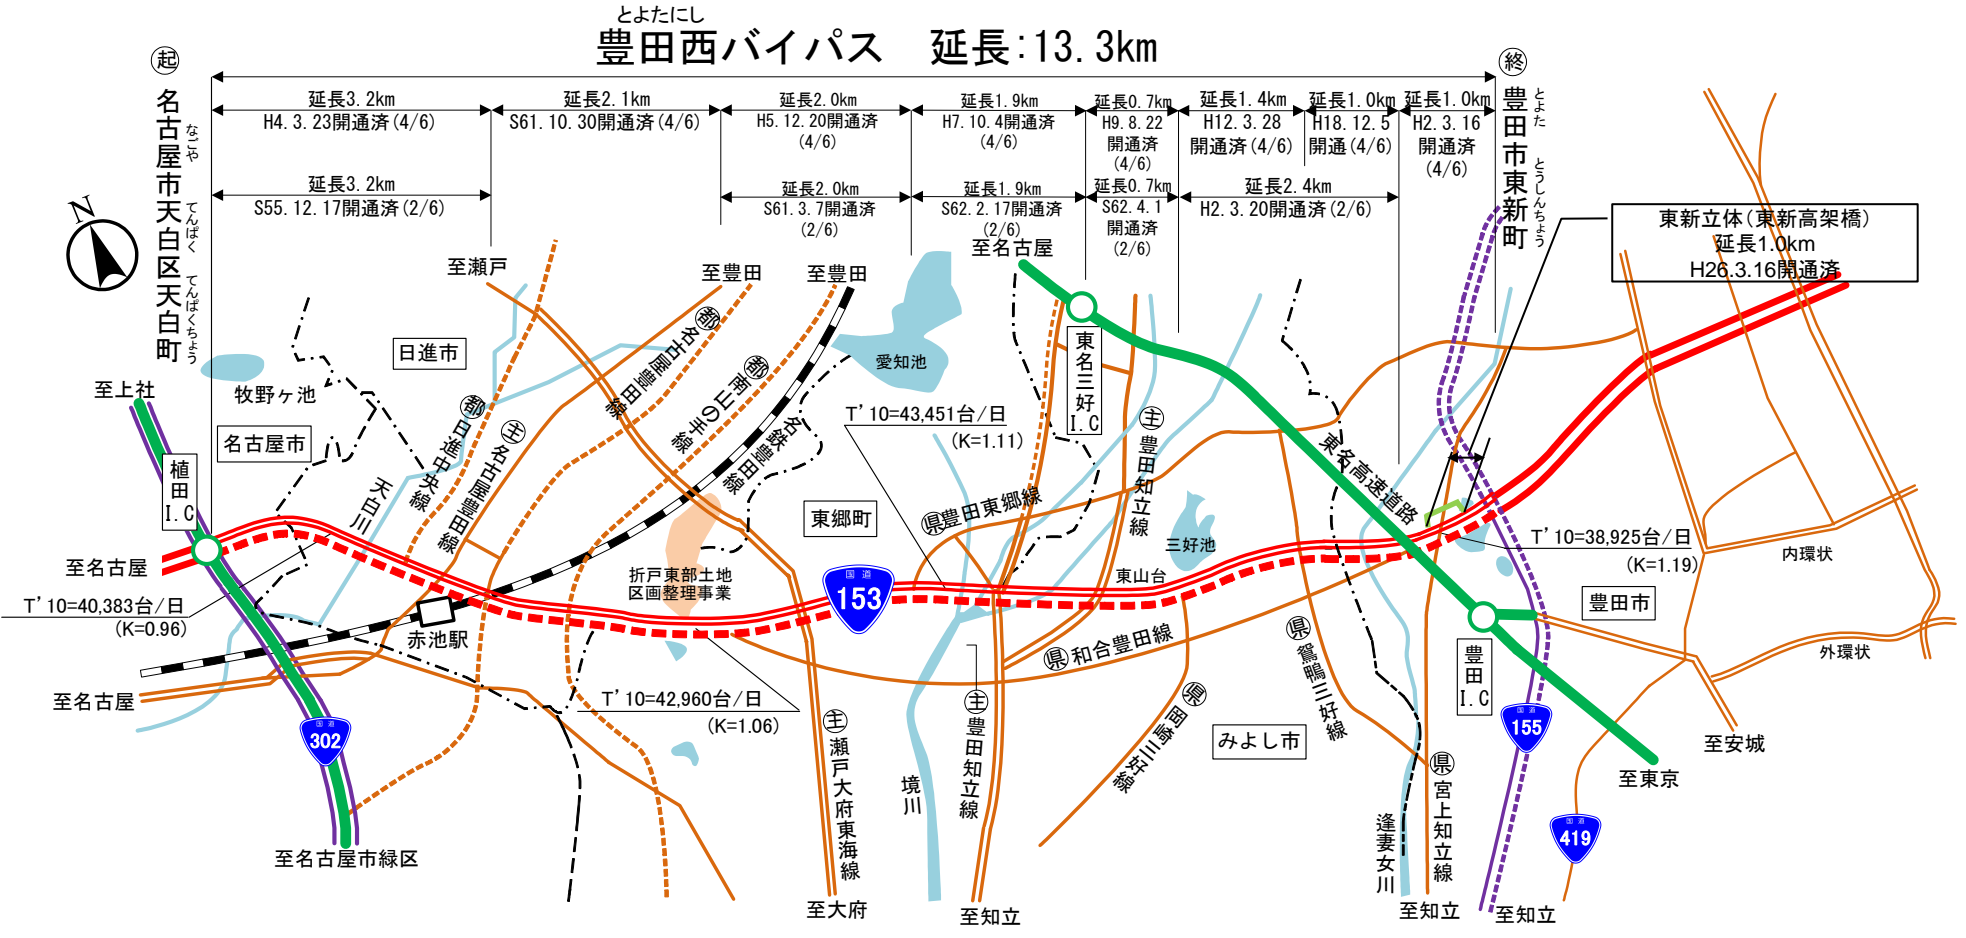 とよたにし
豊田西バイパス　延長:13.3km
起
名古屋市天白区天白町
なごや
てんぱく
てんぱくちょう
終
豊田市東新町
とよた
とうしんちょう
延長3.2km
H4.3.23開通済(4/6)
延長2.1km
S61.10.30開通済(4/6)
延長2.0km
H5.12.20開通済
(4/6)
延長1.9km
H7.10.4開通済
(4/6)
延長0.7km
H9.8.22
開通済
(4/6)
延長1.4km
H12.3.28
開通済(4/6)
延長1.0km
H18.12.5
開通(4/6)
延長1.0km
H2.3.16
開通済
(4/6)
延長3.2km
S55.12.17開通済(2/6)
延長2.0km
S61.3.7開通済
(2/6)
延長1.9km
S62.2.17開通済
(2/6)
延長0.7km
S62.4.1
開通済
(2/6)
延長2.4km
H2.3.20開通済(2/6)
東新立体(東新高架橋)
延長1.0km
H26.3.16開通済
N
至瀬戸
至豊田
至豊田
至名古屋
日進市
牧野ヶ池
愛知池
至上社
名古屋市
植田I.C
天白川
都日進中央線
主名古屋豊田線
都名古屋豊田線
都南山の手線
名鉄豊田線
T'10=43,451台/日
(K=1.11)
東名三好I.C
主豊田知立線
東名高速道路
東郷町
県豊田東郷線
三好池
東山台
T'10=38,925台/日
(K=1.19)
内環状
至名古屋
T'10=40,383台/日
(K=0.96)
赤池駅
折戸東部土地
区画整理事業
国道
153
豊田市
外環状
県和合豊田線
県鴛鴨三好線
豊田I.C
至名古屋
国道
302
T'10=42,960台/日
(K=1.06)
主瀬戸大府東海線
境川
主豊田知立線
県岡崎三好線
みよし市
国道
155
県宮上知立線
逢妻女川
至安城
至東京
国道
419
至名古屋市緑区
至大府
至知立
至知立
至知立